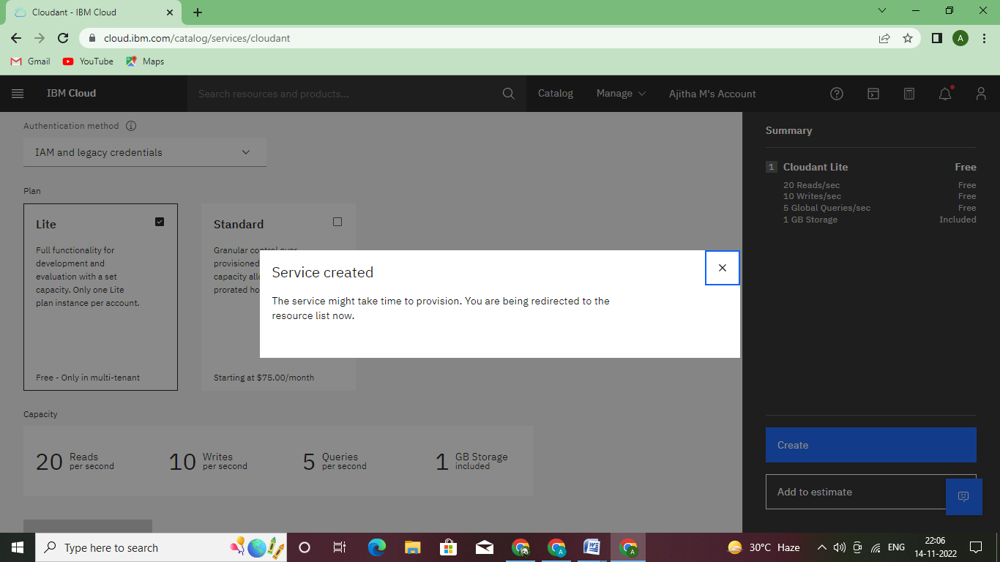 Cloudant - IBM Cloud
cloud.ibm.com/catalog/services/cloudant
A
Gmail
YouTube
Maps
IBM Cloud
Search resources and products...
Catalog
Manage
Ajitha M's Account
Authentication method
IAM and legacy credentials
Plan
Lite
Full functionality for
development and
evaluation with a set
capacity. Only one Lite
plan instance per account.
Free - Only in multi-tenant
Standard
Granular control over
provisioned
capacity
prorated
Starting at $75.00/month
Service created
The service might take time to provision. You are being redirected to the
resource list now.
Capacity
20 Reads
per second
10 Writes
per second
5 Queries
per second
1 GB Storage
included
Summary
1 Cloudant Lite Free
20 Reads/sec Free
10 Writes/sec Free
5 Global Queries/sec Free
1 GB Storage Included
Create
Add to estimate
Type here to search
30°C Haze
ENG
22:06
14-11-2022